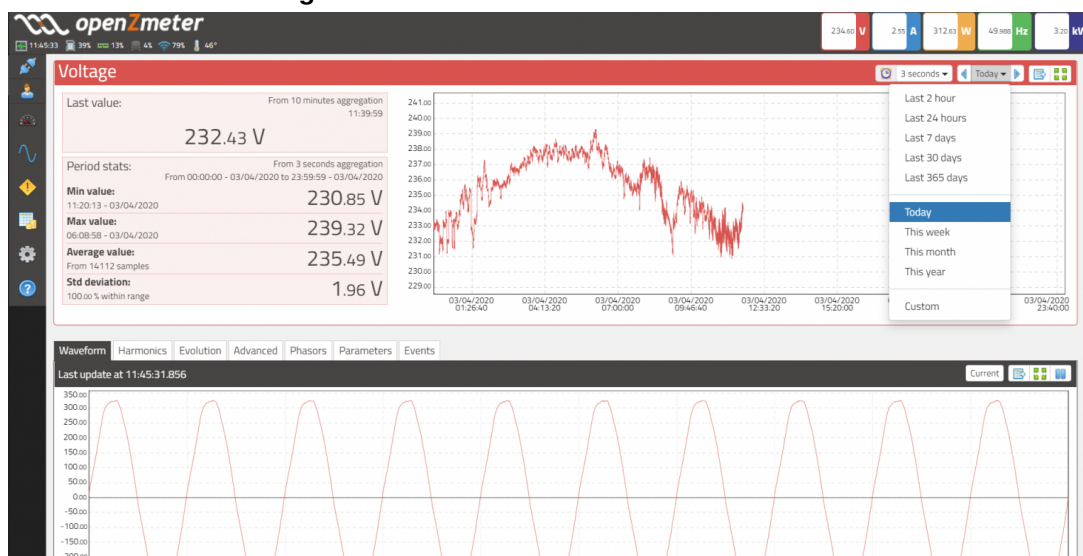 openZmeter
11:45:33 39% 13% 4% 79% 46°
234.60 V 2.55 A 312.63 W 49.988 Hz 3.20 kV
Voltage
3 seconds Today
Last value:
From 10 minutes aggregation
11:39:59
232.43 V
Period stats:
From 3 seconds aggregation
From 00:00:00 - 03/04/2020 to 23:59:59 - 03/04/2020
Min value:
11:20:13 - 03/04/2020
230.85 V
Max value:
06:08:58 - 03/04/2020
239.32 V
Average value:
From 14112 samples
235.49 V
Std deviation:
100.00 % within range
1.96 V
241.00
240.00
239.00
238.00
237.00
236.00
235.00
234.00
233.00
232.00
231.00
230.00
229.00
03/04/2020 03/04/2020 03/04/2020 03/04/2020 03/04/2020 03/04/2020 03/04/2020
01:26:40 04:13:20 07:00:00 09:46:40 12:33:20 15:20:00 23:40:00
Last 2 hour
Last 24 hours
Last 7 days
Last 30 days
Last 365 days
Today
This week
This month
This year
Custom
Waveform Harmonics Evolution Advanced Phasors Parameters Events
Last update at 11:45:31.856
Current
350.00
300.00
250.00
200.00
150.00
100.00
50.00
0.00
-50.00
-100.00
-150.00